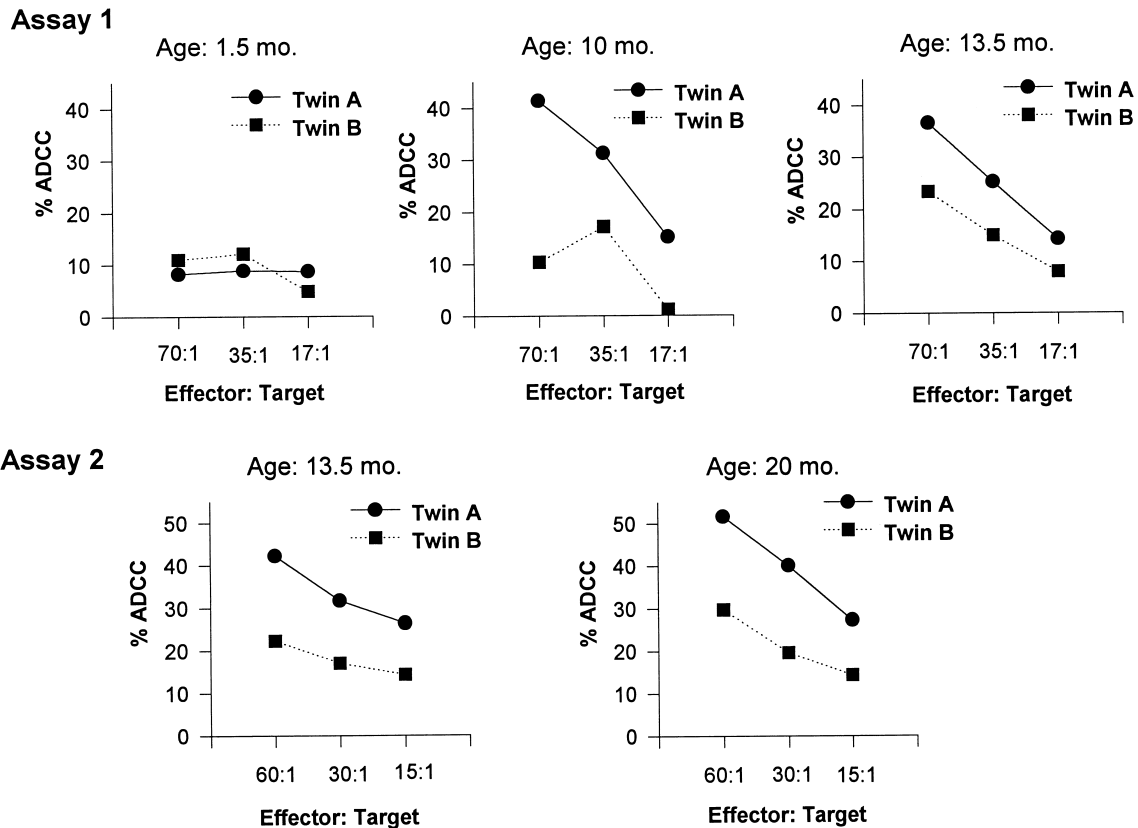 Assay 1
Age: 1.5 mo.
Twin A
Twin B
% ADCC
40
30
20
10
0
70:1 35:1 17:1
Effector: Target
Age: 10 mo.
Twin A
Twin B
% ADCC
40
30
20
10
0
70:1 35:1 17:1
Effector: Target
Age: 13.5 mo.
Twin A
Twin B
% ADCC
40
30
20
10
0
70:1 35:1 17:1
Effector: Target
Assay 2
Age: 13.5 mo.
Twin A
Twin B
% ADCC
50
40
30
20
10
0
60:1 30:1 15:1
Effector: Target
Age: 20 mo.
Twin A
Twin B
% ADCC
50
40
30
20
10
0
60:1 30:1 15:1
Effector: Target